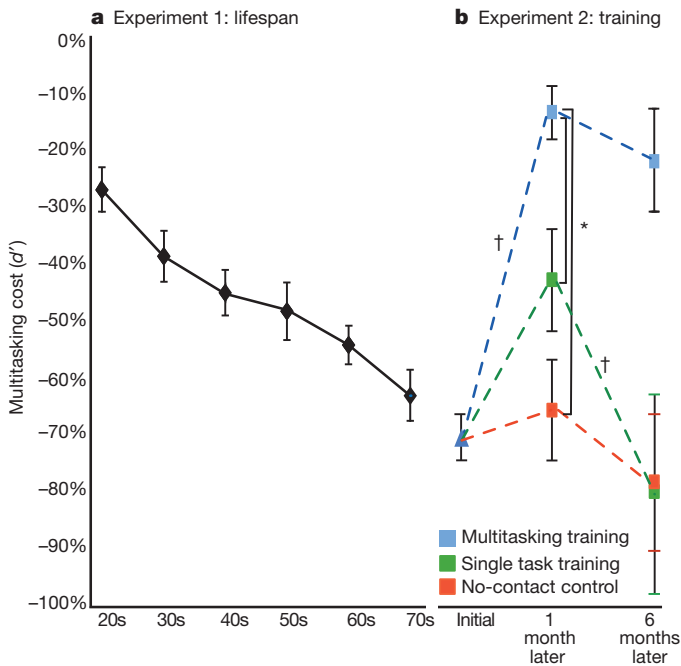 a Experiment 1: lifespan
b Experiment 2: training
Multitasking cost (d′)
0%
–10%
–20%
–30%
–40%
–50%
–60%
–70%
–80%
–90%
–100%
20s 30s 40s 50s 60s 70s
†
*
†
Multitasking training
Single task training
No-contact control
Initial
1
month
later
6
months
later